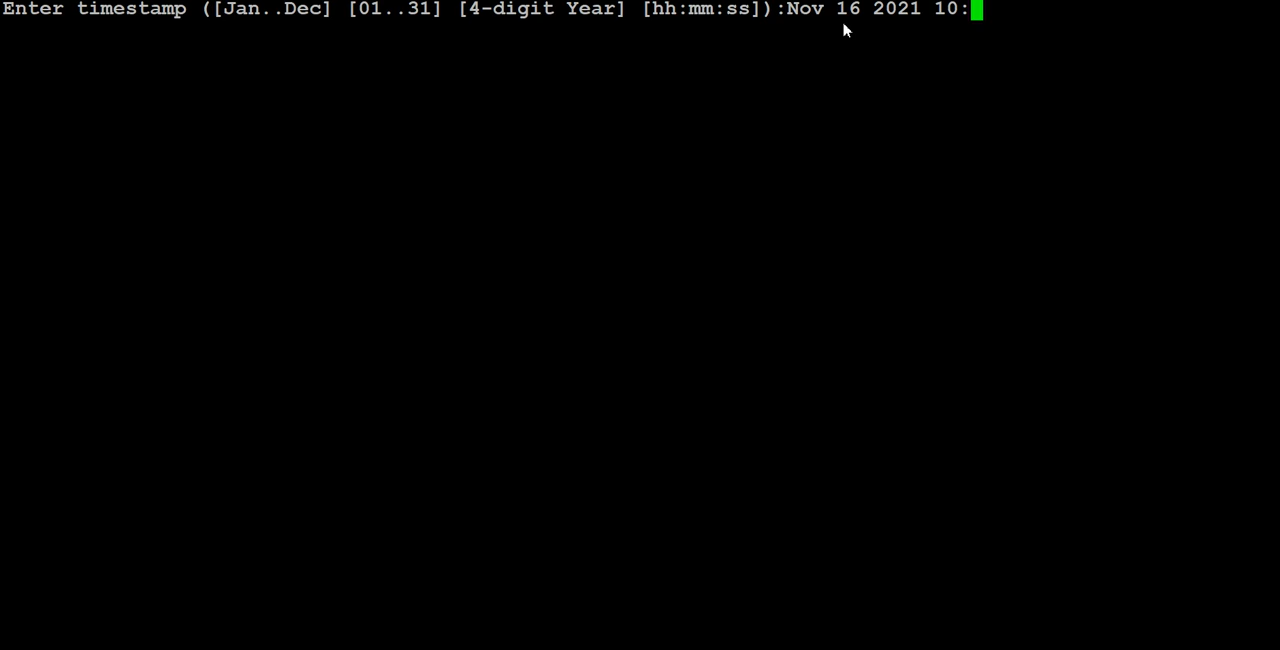 Enter timestamp ([Jan..Dec] [01..31] [4-digit Year] [hh:mm:ss]):Nov 16 2021 10: